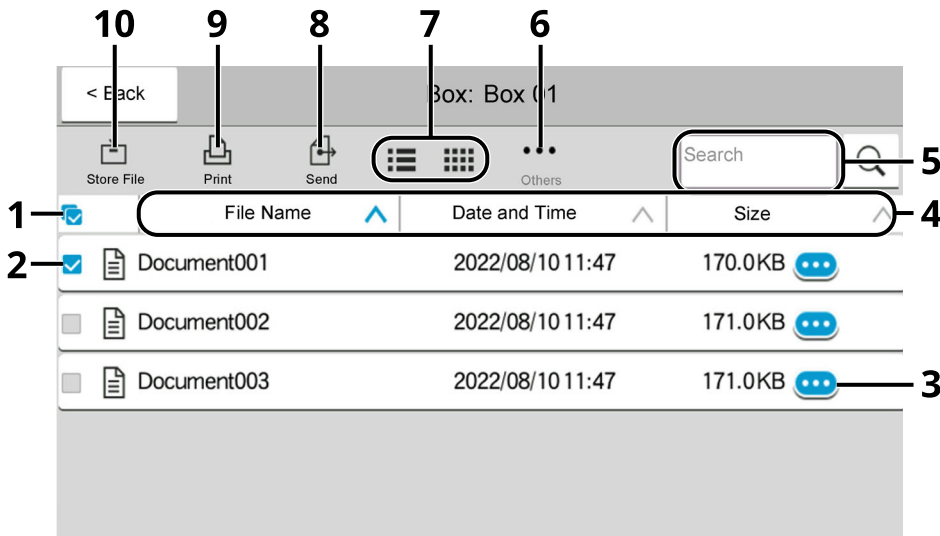 10 9 8 7 6
< Back Box: Box 01
Search 5
Store File Print Send Others
1 File Name Date and Time Size 4
2 Document001 2022/08/10 11:47 170.0KB
Document002 2022/08/10 11:47 171.0KB
Document003 2022/08/10 11:47 171.0KB 3